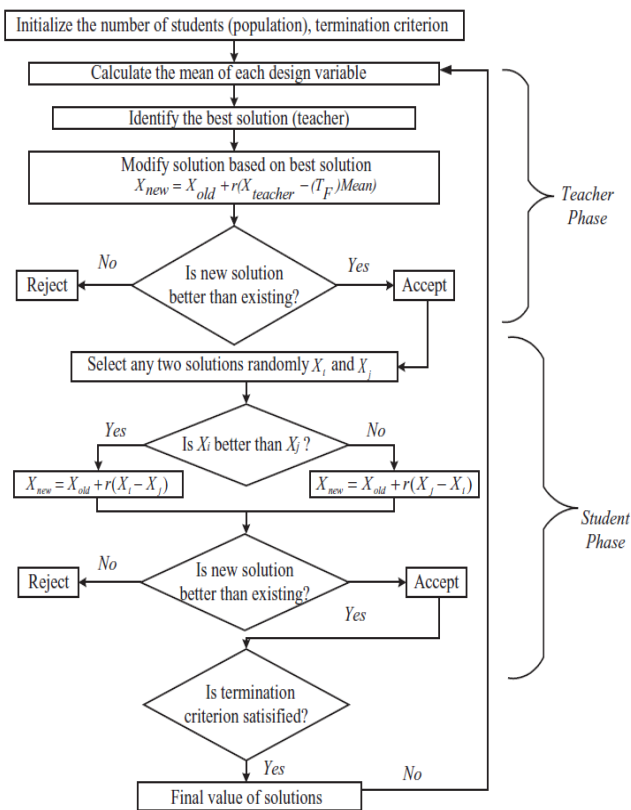 Initialize the number of students (population), termination criterion
Calculate the mean of each design variable
Identify the best solution (teacher)
Modify solution based on best solution
X_new = X_old + r(X_teacher − (T_F)Mean)
Teacher
Phase
No
Is new solution
better than existing?
Yes
Reject
Accept
Select any two solutions randomly X_i and X_j
Yes
Is X_i better than X_j ?
No
X_new = X_old + r(X_i − X_j)
X_new = X_old + r(X_j − X_i)
Student
Phase
No
Is new solution
better than existing?
Reject
Accept
Yes
Is termination
criterion satisified?
Yes
No
Final value of solutions